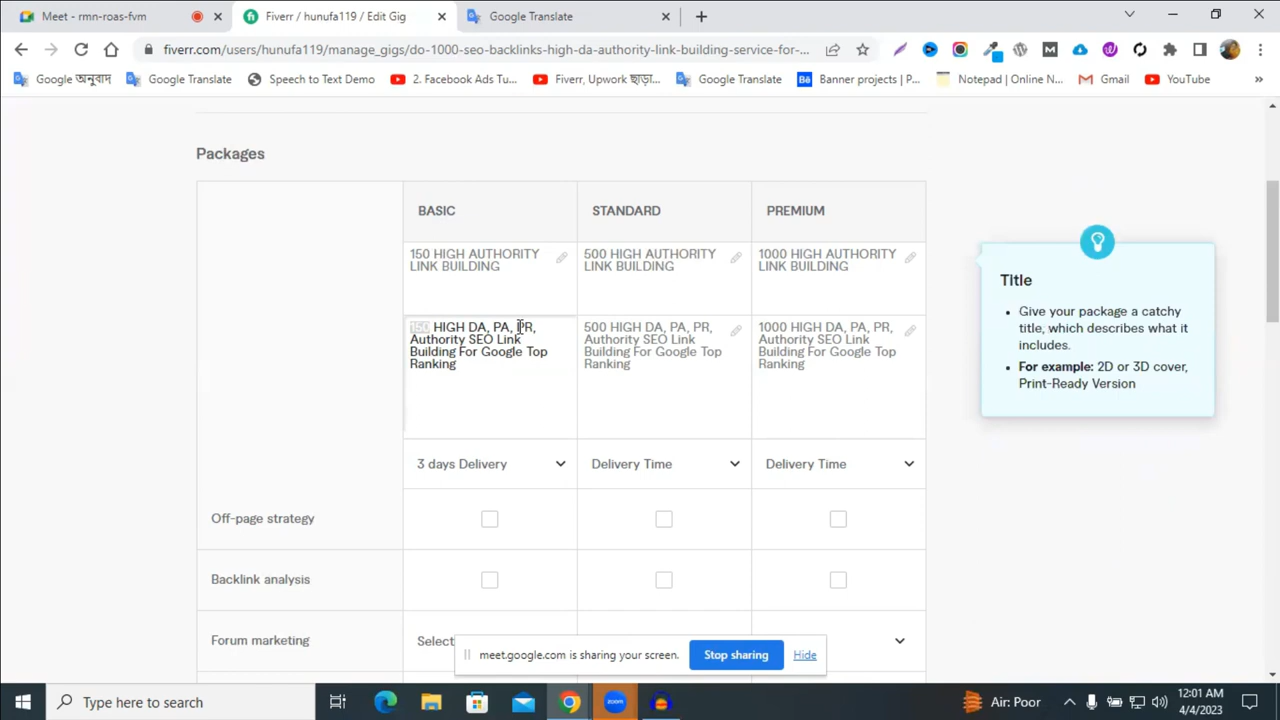 Meet - rmn-roas-fvm
Fiverr / hunufa119 / Edit Gig
Google Translate
fiverr.com/users/hunufa119/manage_gigs/do-1000-seo-backlinks-high-da-authority-link-building-service-for-...
Google অনুবাদ
Google Translate
Speech to Text Demo
2. Facebook Ads Tu...
Fiverr, Upwork ছাড়া...
Google Translate
Banner projects | P...
Notepad | Online N...
Gmail
YouTube
Packages
BASIC
STANDARD
PREMIUM
150 HIGH AUTHORITY
LINK BUILDING
500 HIGH AUTHORITY
LINK BUILDING
1000 HIGH AUTHORITY
LINK BUILDING
150 HIGH DA, PA, PR,
Authority SEO Link
Building For Google Top
Ranking
500 HIGH DA, PA, PR,
Authority SEO Link
Building For Google Top
Ranking
1000 HIGH DA, PA, PR,
Authority SEO Link
Building For Google Top
Ranking
Title
Give your package a catchy
title, which describes what it
includes.
For example: 2D or 3D cover,
Print-Ready Version
3 days Delivery
Delivery Time
Delivery Time
Off-page strategy
Backlink analysis
Forum marketing
Select
meet.google.com is sharing your screen.
Stop sharing
Hide
Type here to search
Air: Poor
12:01 AM
4/4/2023